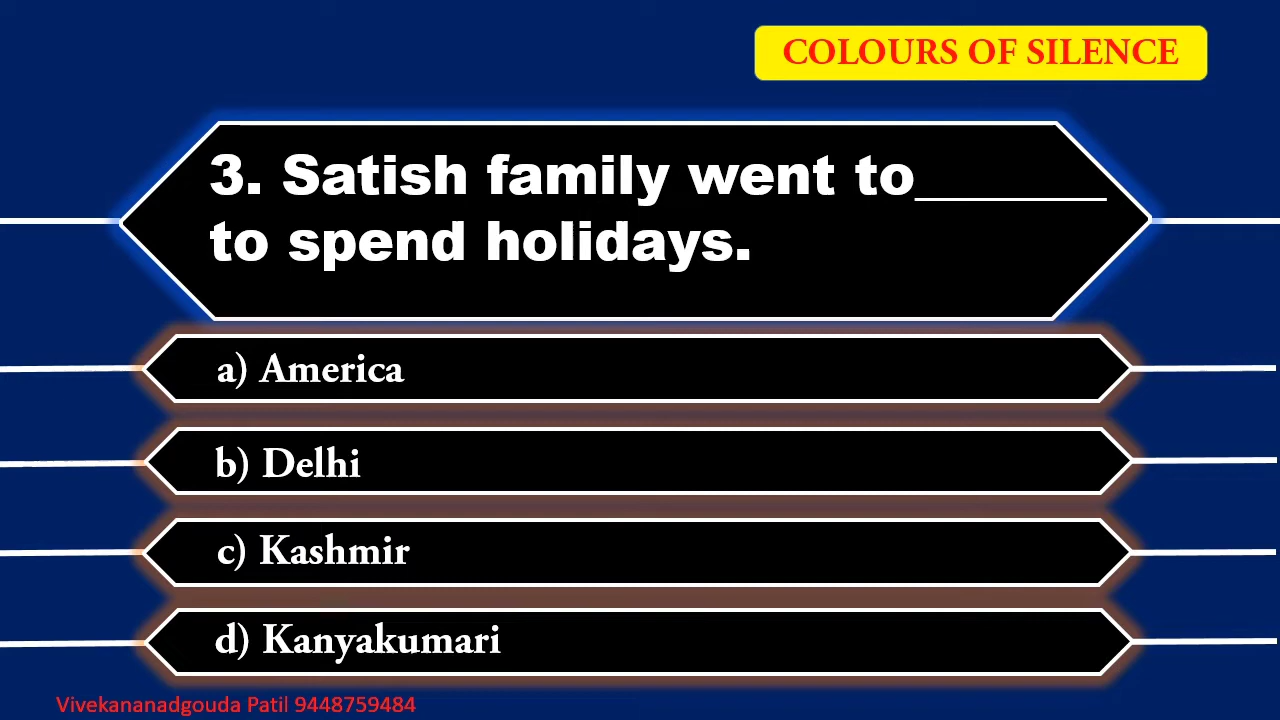 COLOURS OF SILENCE
3. Satish family went to______
to spend holidays.
a) America
b) Delhi
c) Kashmir
d) Kanyakumari
Vivekananadgouda Patil 9448759484